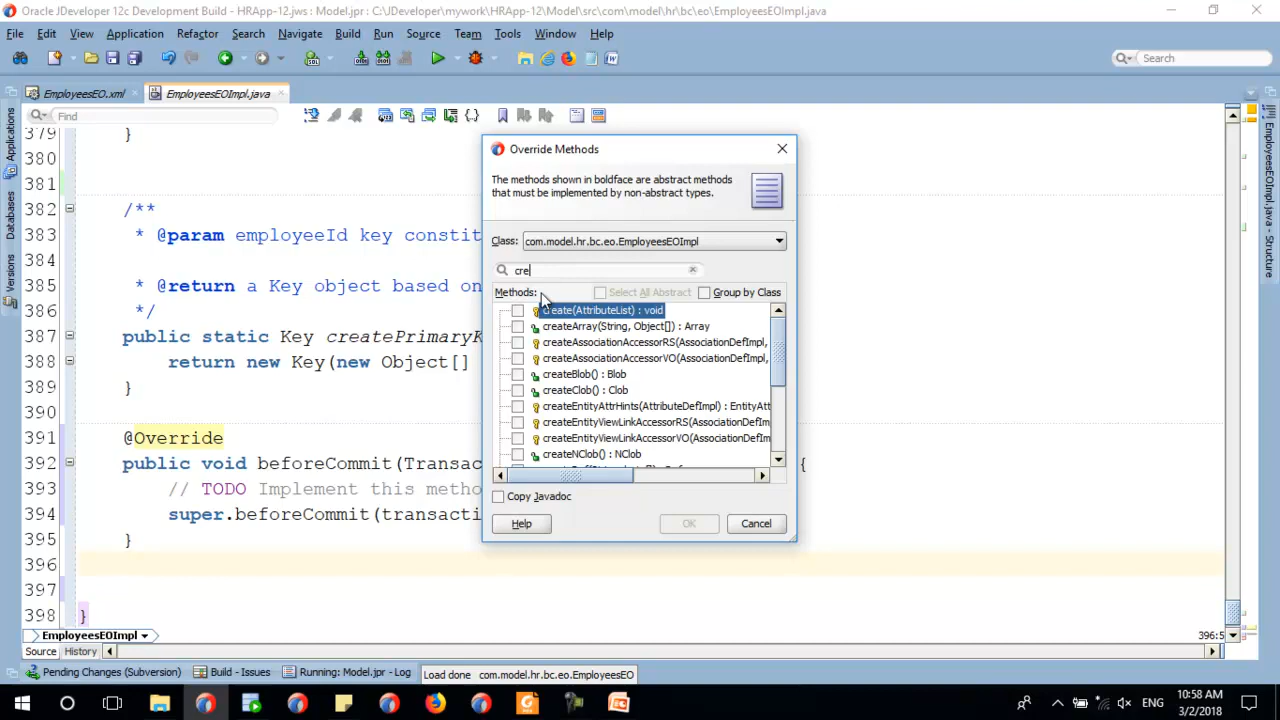 Oracle JDeveloper 12c Development Build - HRApp-12.jws : Model.jpr : C:\JDeveloper\mywork\HRApp-12\Model\src\com\model\hr\bc\eo\EmployeesEOImpl.java
File Edit View Application Refactor Search Navigate Build Run Source Team Tools Window Help
Search
EmployeesEO.xml
EmployeesEOImpl.java
Find
Applications
Databases
Versions
EmployeesEOImpl.java - Structure
379 }
380
381
382 /**
383 * @param employeeId key constit
384
385 * @return a Key object based on
386 */
387 public static Key createPrimaryK
388 return new Key(new Object[]
389 }
390
391 @Override
392 public void beforeCommit(Transac {
393 // TODO Implement this metho
394 super.beforeCommit(transacti
395 }
396
397
398 }
Override Methods
The methods shown in boldface are abstract methods
that must be implemented by non-abstract types.
Class: com.model.hr.bc.eo.EmployeesEOImpl
cre
Methods: Select All Abstract Group by Class
create(AttributeList) : void
createArray(String, Object[]) : Array
createAssociationAccessorRS(AssociationDefImpl,
createAssociationAccessorVO(AssociationDefImpl,
createBlob() : Blob
createClob() : Clob
createEntityAttrHints(AttributeDefImpl) : EntityAtt
createEntityViewLinkAccessorRS(AssociationDefIm
createEntityViewLinkAccessorVO(AssociationDefIm
createNClob() : NClob
Copy Javadoc
Help OK Cancel
EmployeesEOImpl
396:5
Source History
Pending Changes (Subversion) Build - Issues Running: Model.jpr - Log Load done com.model.hr.bc.eo.EmployeesEO
ENG
10:58 AM
3/2/2018